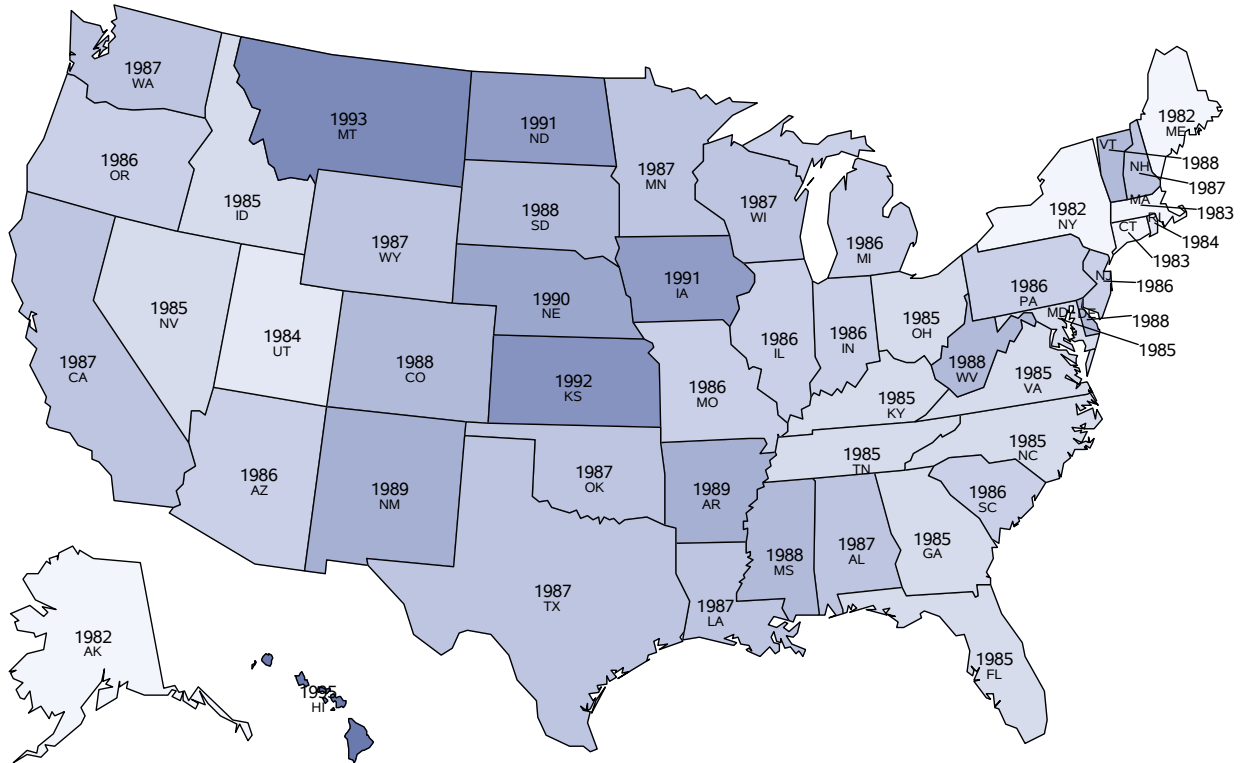 1987
WA
1993
MT
1991
ND
1982
ME
1986
OR
1985
ID
1987
MN
VT
1988
NH
1987
1988
SD
1987
WI
1982
NY
MA
1983
RI
1984
CT
1983
1987
WY
1986
MI
1991
IA
1990
NE
1986
PA
NJ
1986
MD
DE
1988
1985
1985
NV
1984
UT
1985
OH
1986
IL
1986
IN
1987
CA
1988
CO
1992
KS
1986
MO
1988
WV
1985
VA
1985
KY
1985
NC
1985
TN
1986
AZ
1989
NM
1987
OK
1989
AR
1986
SC
1988
MS
1987
AL
1985
GA
1987
TX
1987
LA
1982
AK
1985
FL
1995
HI